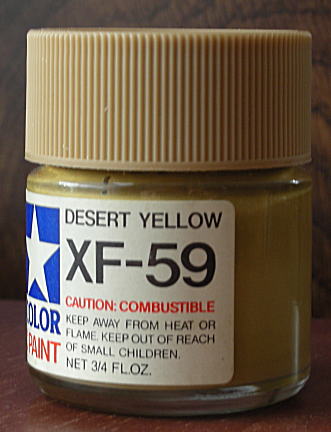 DESERT YELLOW
XF-59
CAUTION: COMBUSTIBLE
KEEP AWAY FROM HEAT OR
FLAME. KEEP OUT OF REACH
OF SMALL CHILDREN.
NET 3/4 FL.OZ.
OLOR
PAINT